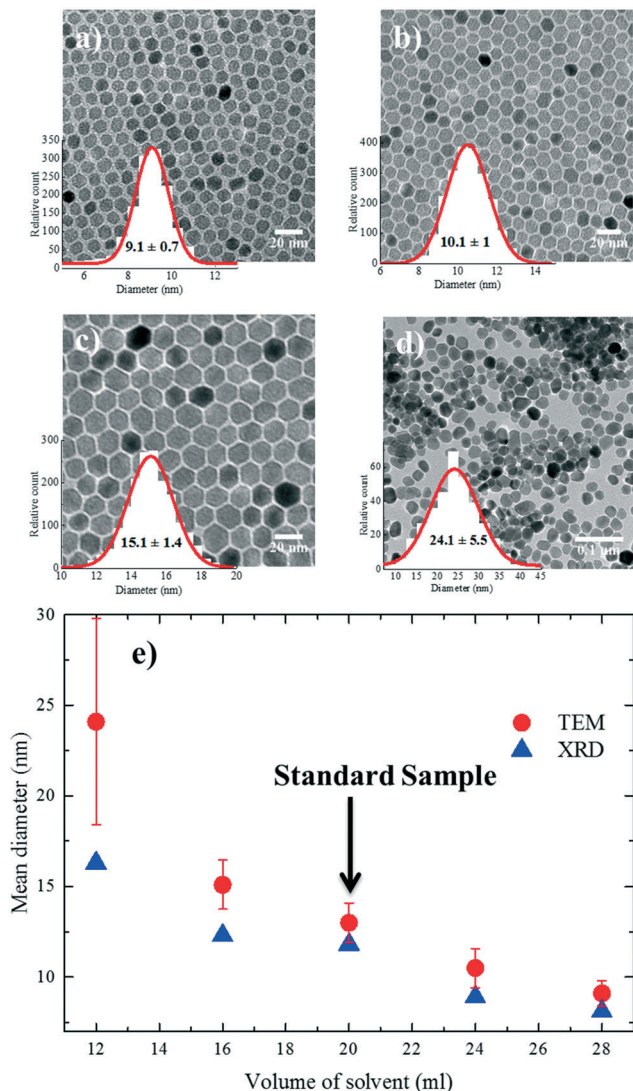 a)
350
300
250
200
150
100
50
0
Relative count
9.1 ± 0.7
20 nm
6 8 10 12
Diameter (nm)
b)
400
300
200
100
0
Relative count
10.1 ± 1
20 nm
6 8 10 12 14
Diameter (nm)
c)
300
200
100
0
Relative count
15.1 ± 1.4
20 nm
10 12 14 16 18 20
Diameter (nm)
d)
60
40
20
0
Relative count
24.1 ± 5.5
0.1 µm
10 15 20 25 30 35 40 45
Diameter (nm)
e)
30
25
20
15
10
Mean diameter (nm)
TEM
XRD
Standard Sample
12 14 16 18 20 22 24 26 28
Volume of solvent (ml)